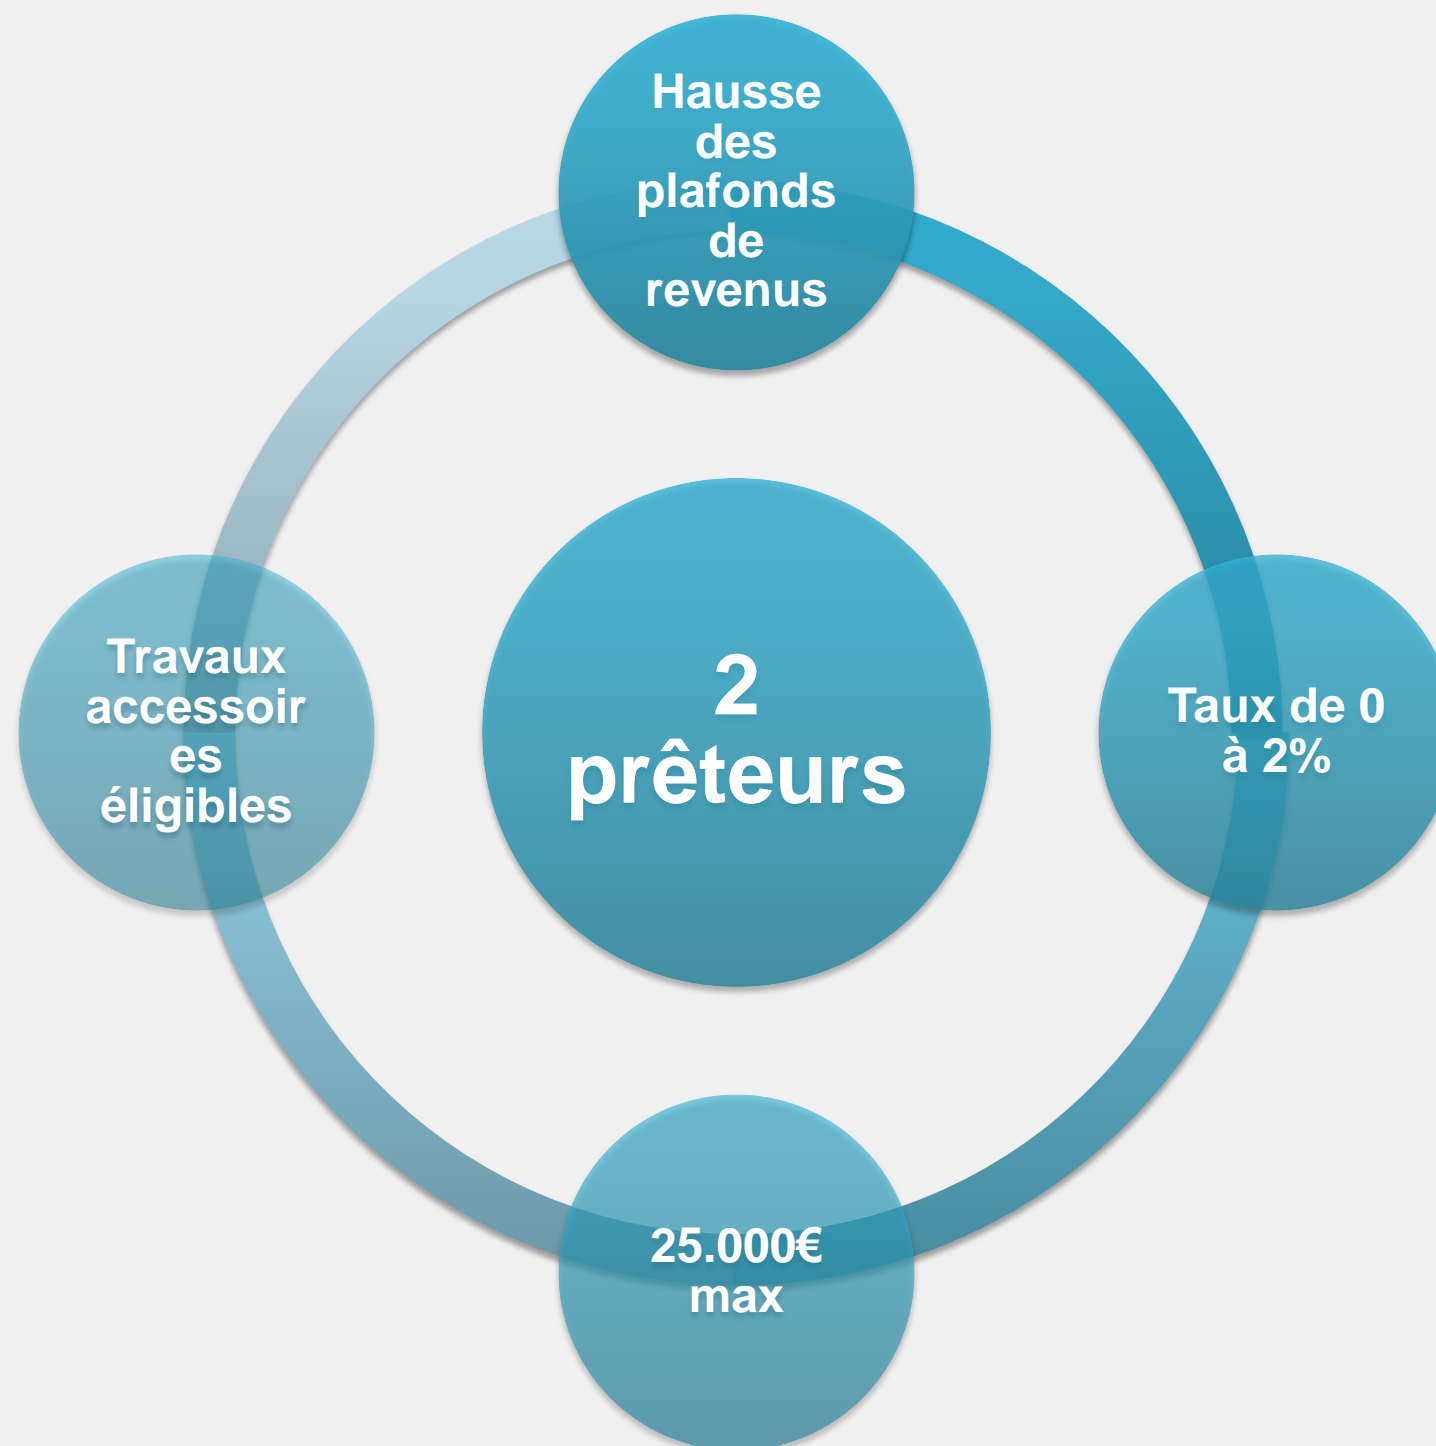 Hausse
des
plafonds
de
revenus
Travaux
accessoir
es
éligibles
2
prêteurs
Taux de 0
à 2%
25.000€
max